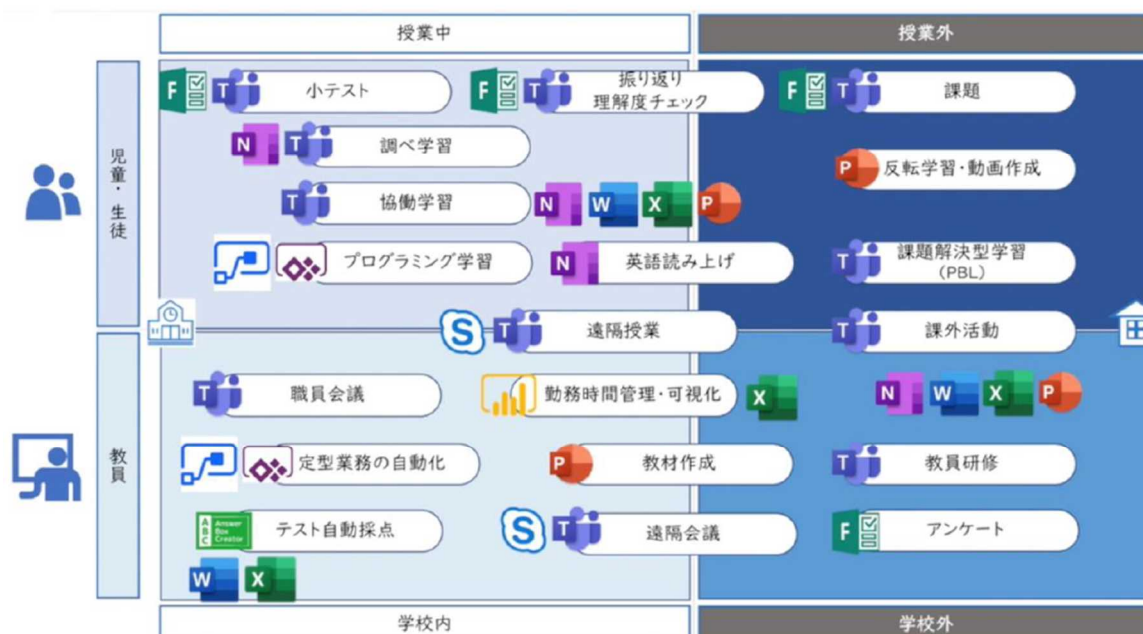 授業中
授業外
児童・生徒
小テスト
振り返り
理解度チェック
課題
調べ学習
反転学習・動画作成
協働学習
プログラミング学習
英語読み上げ
課題解決型学習
(PBL)
遠隔授業
課外活動
教員
職員会議
勤務時間管理・可視化
定型業務の自動化
教材作成
教員研修
ABC
Answer
Box
Creator
テスト自動採点
遠隔会議
アンケート
学校内
学校外